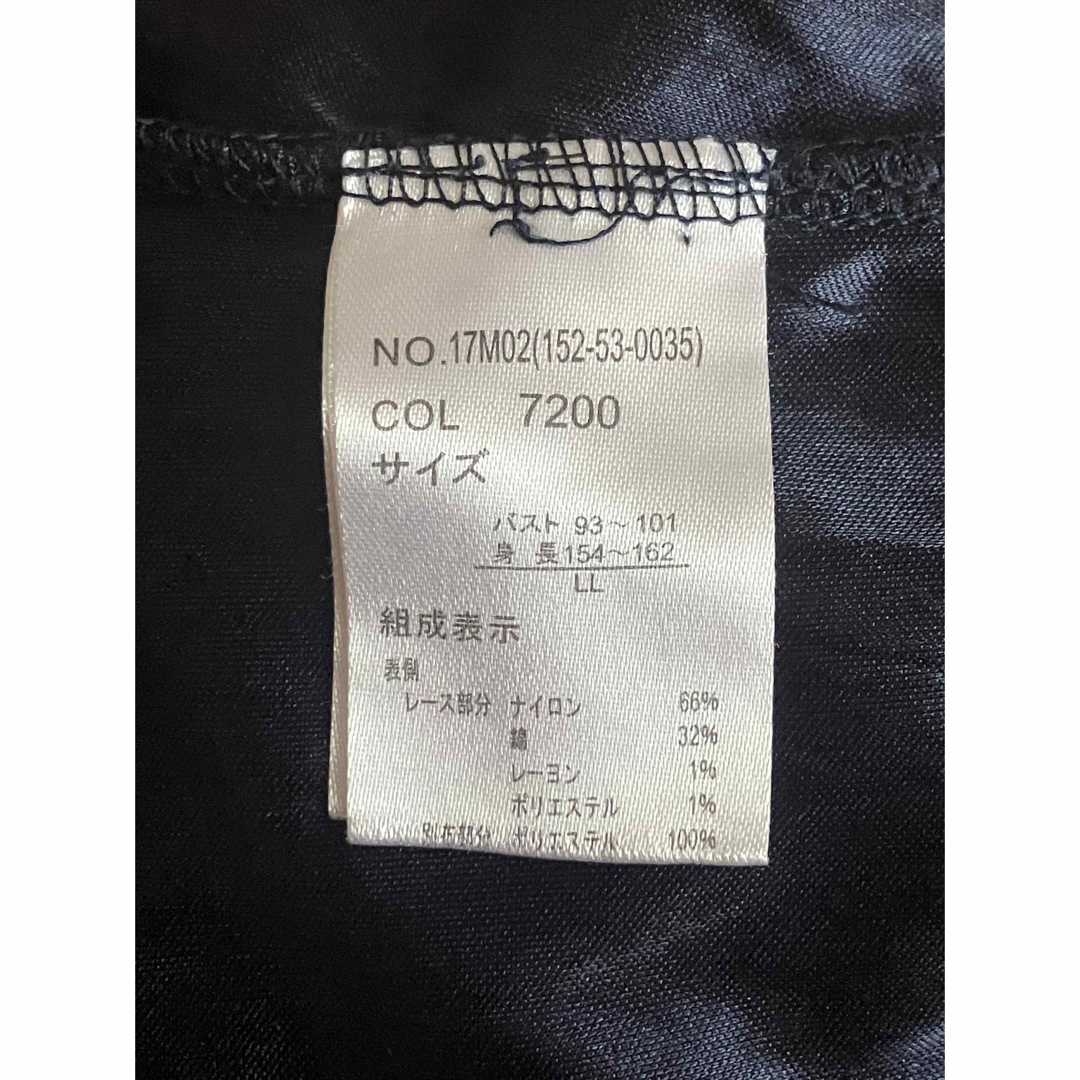 NO.17M02(152-53-0035)
COL 7200
サイズ
バスト 93～101
身 長 154～162
LL
組成表示
表側
レース部分 ナイロン 66%
綿 32%
レーヨン 1%
ポリエステル 1%
別布部分 ポリエステル 100%